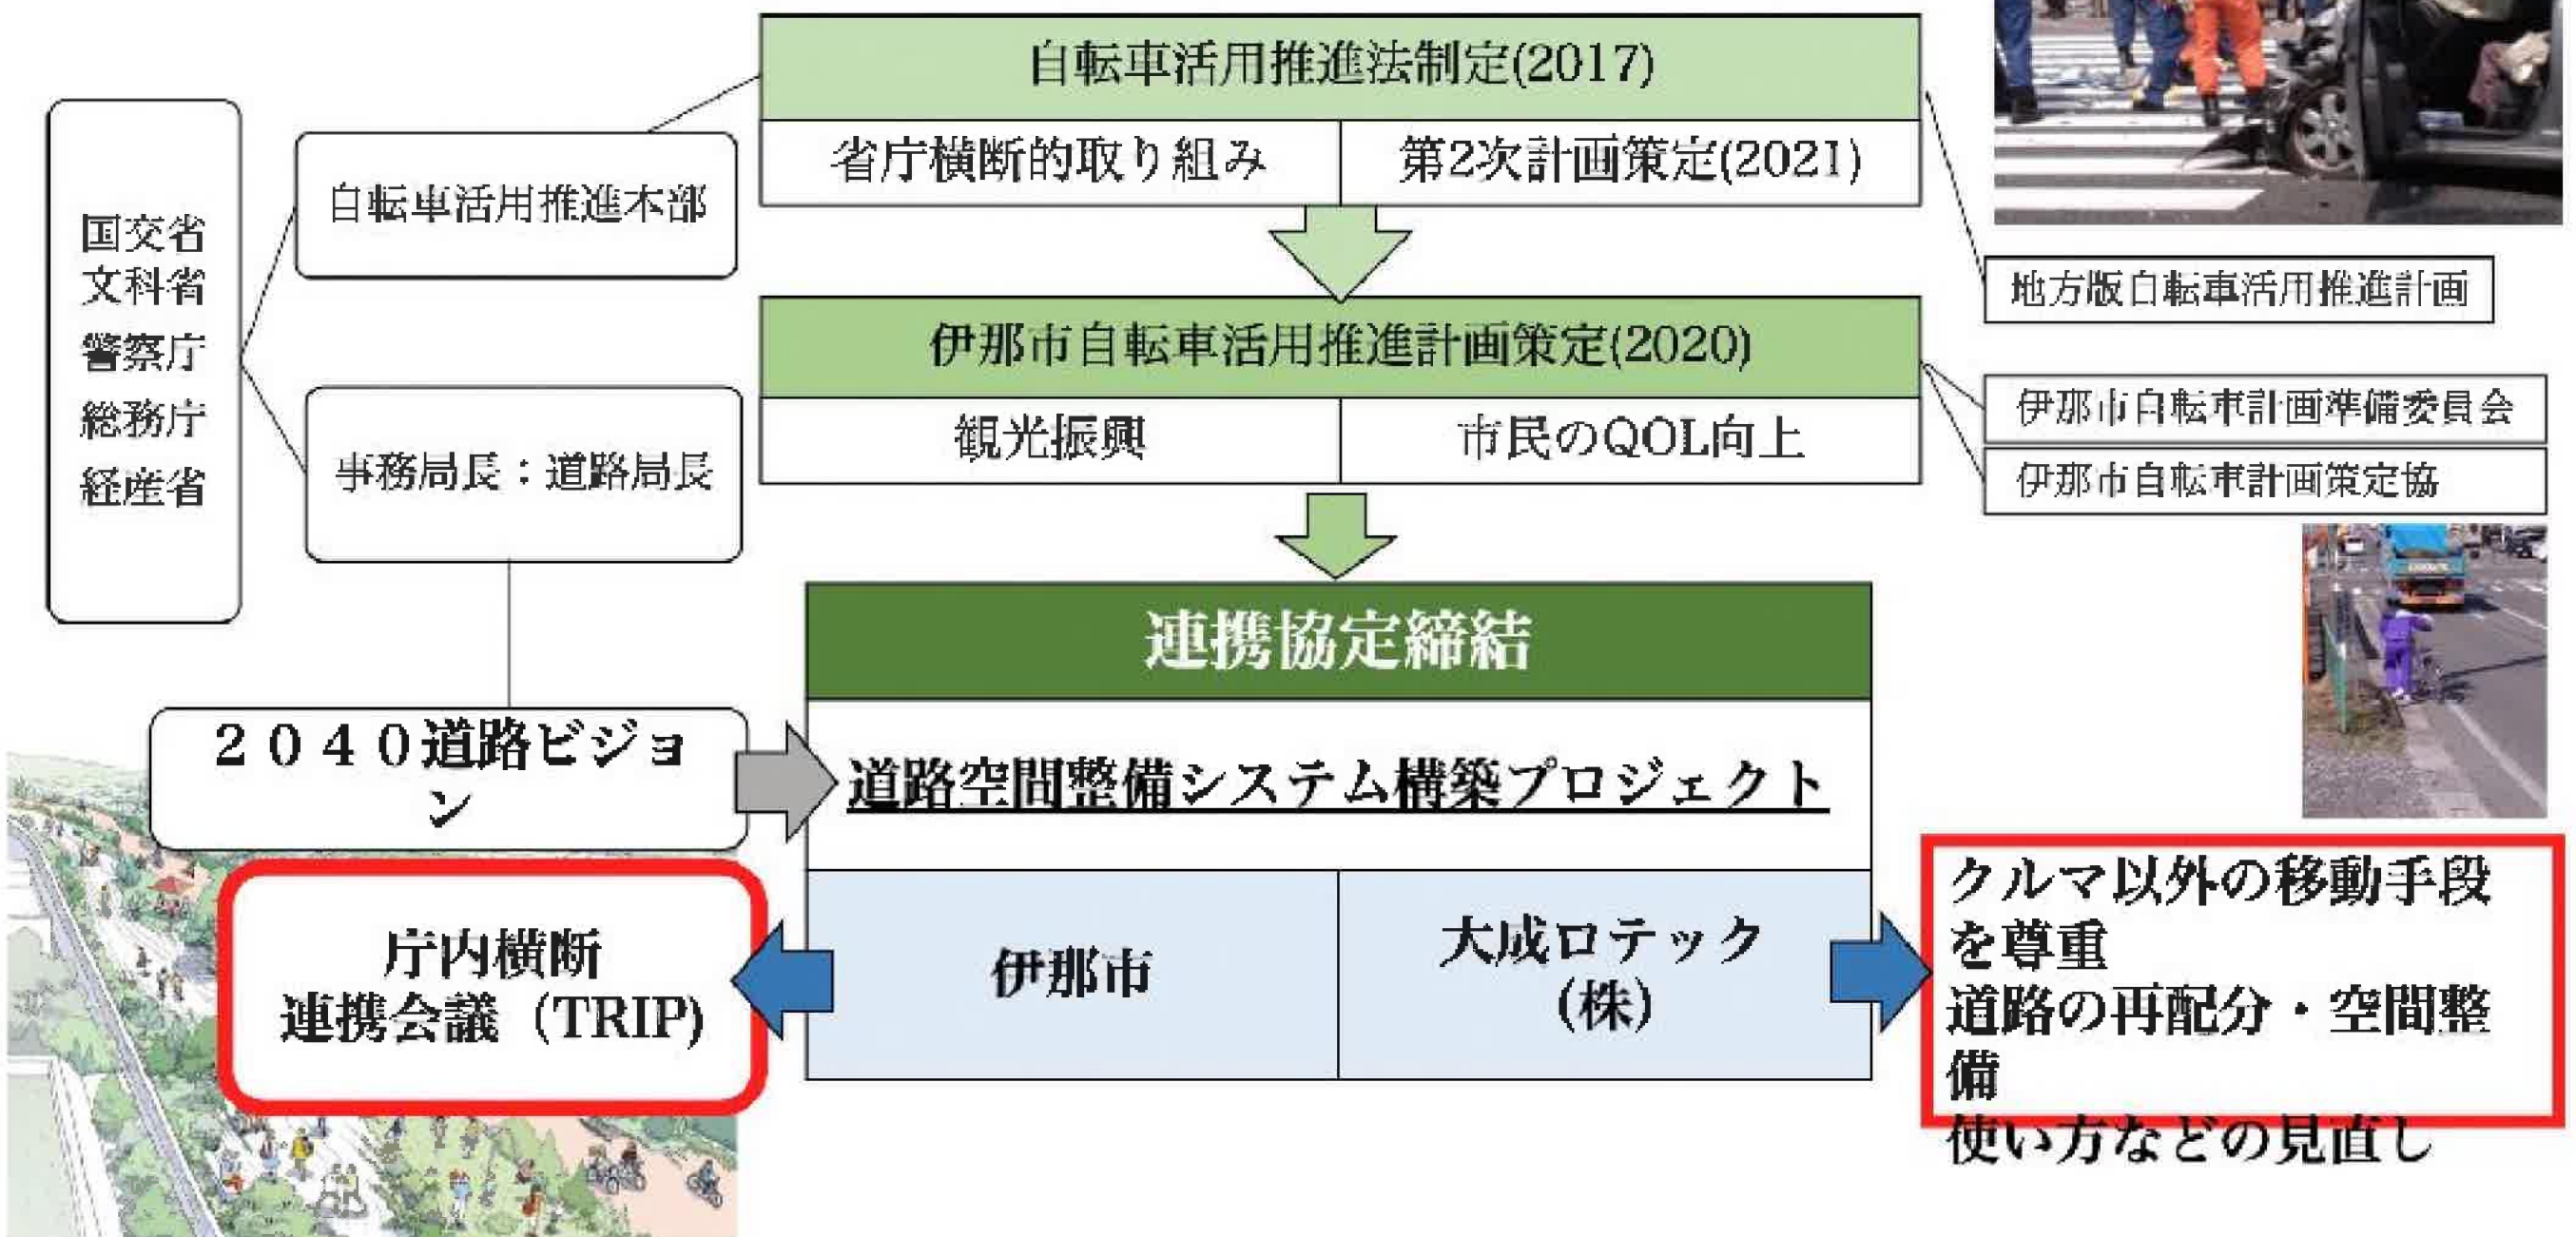 自転車活用推進法制定(2017)
省庁横断的取り組み
第2次計画策定(2021)
国交省
文科省
警察庁
総務庁
経産省
自転車活用推進本部
事務局長：道路局長
地方版自転車活用推進計画
伊那市自転車活用推進計画策定(2020)
観光振興
市民のQOL向上
伊那市自転車計画準備委員会
伊那市自転車計画策定協
連携協定締結
２０４０道路ビジョ
ン
道路空間整備システム構築プロジェクト
庁内横断
連携会議（TRIP)
伊那市
大成ロテック
(株)
クルマ以外の移動手段
を尊重
道路の再配分・空間整
備
使い方などの見直し